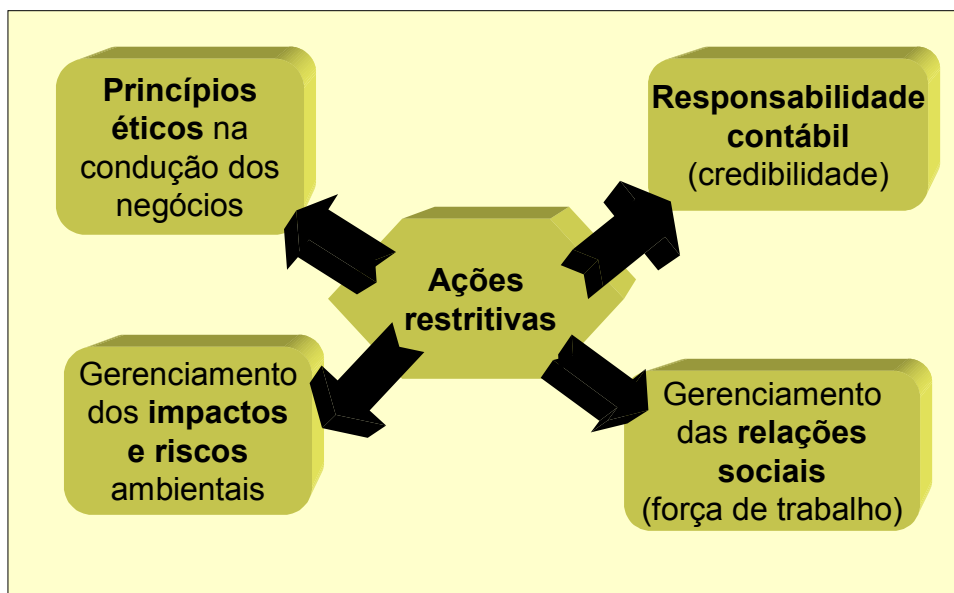 Princípios
éticos na
condução dos
negócios
Responsabilidade
contábil
(credibilidade)
Ações
restritivas
Gerenciamento
dos impactos
e riscos
ambientais
Gerenciamento
das relações
sociais
(força de trabalho)